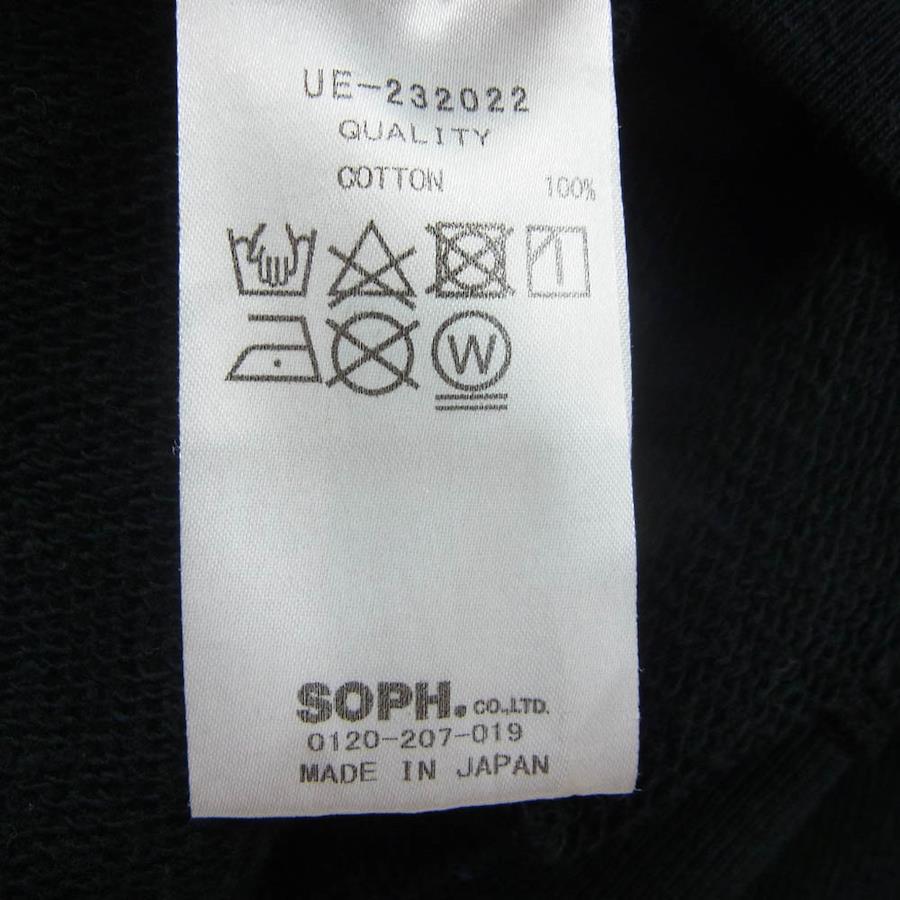 UE-232022
QUALITY
COTTON 100%
W
SOPH. CO.,LTD.
0120-207-019
MADE IN JAPAN